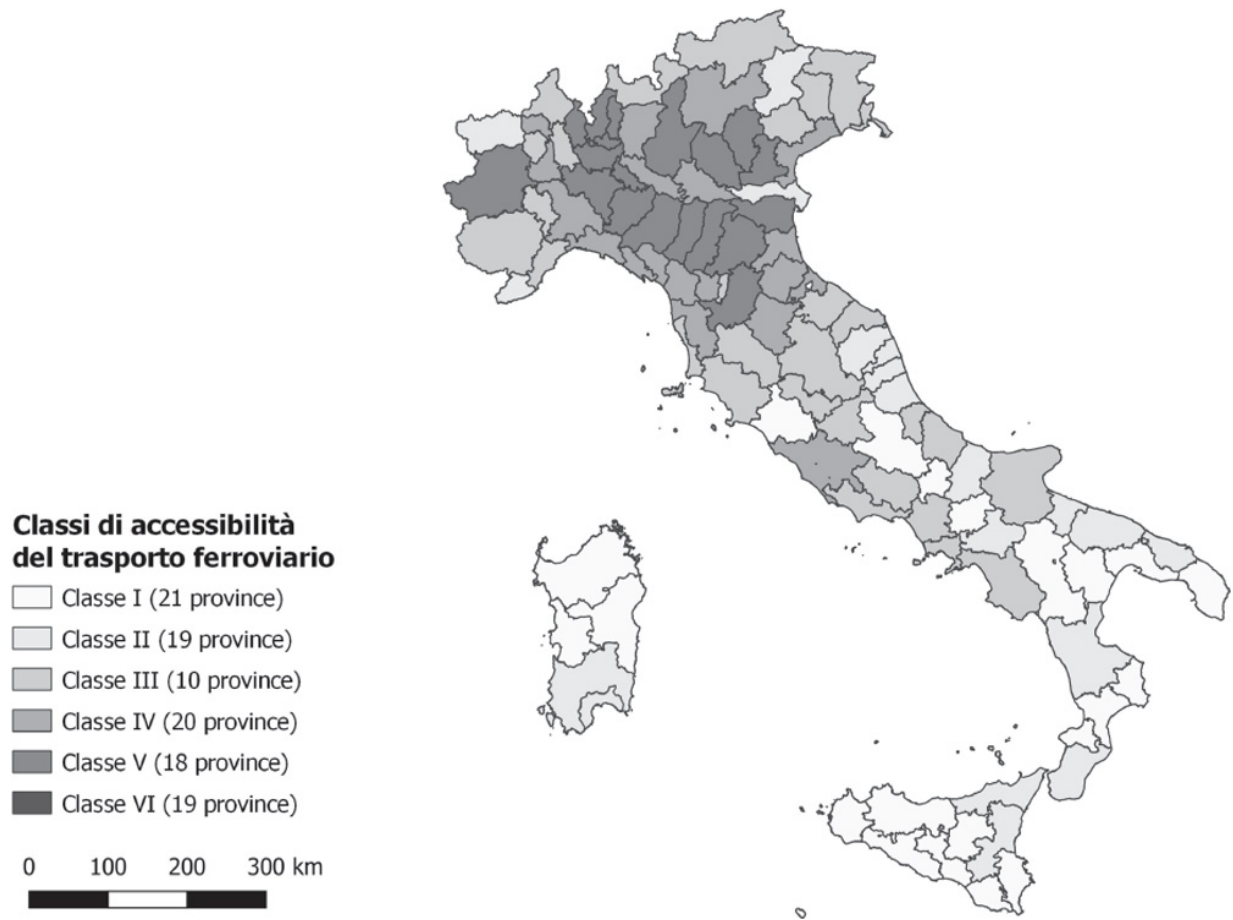 Classi di accessibilità
del trasporto ferroviario
Classe I (21 province)
Classe II (19 province)
Classe III (10 province)
Classe IV (20 province)
Classe V (18 province)
Classe VI (19 province)
0 100 200 300 km